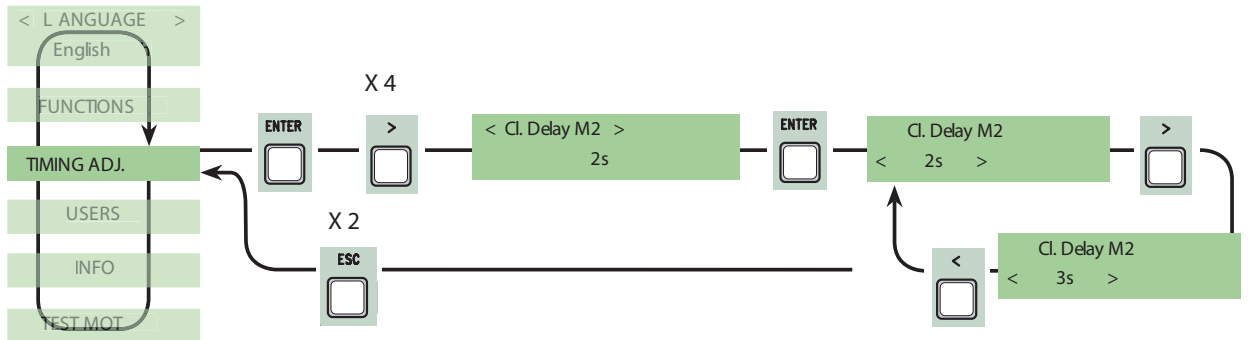 < L ANGUAGE >
English
FUNCTIONS
TIMING ADJ.
USERS
INFO
TEST MOT
ENTER
X 4
>
< Cl. Delay M2 >
2s
ENTER
Cl. Delay M2
< 2s >
>
Cl. Delay M2
< 3s >
<
X 2
ESC